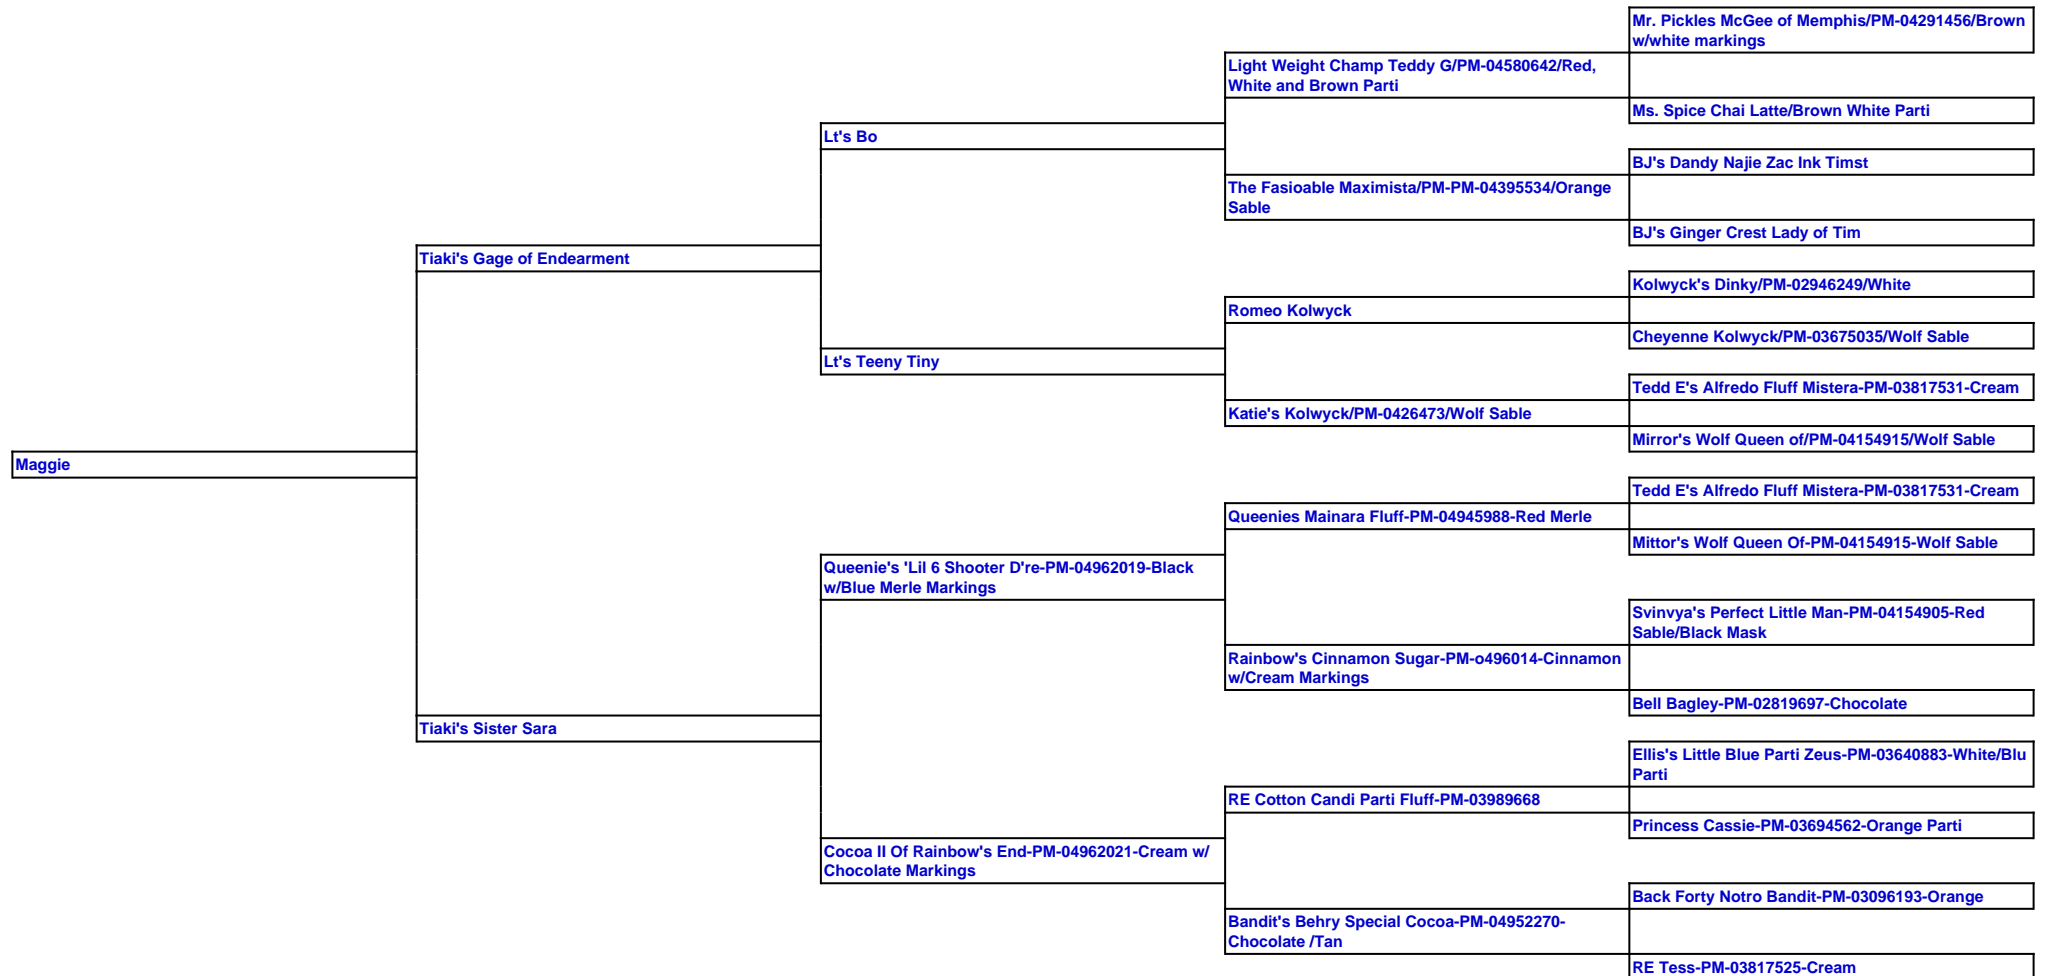 Mr. Pickles McGee of Memphis/PM-04291456/Brown
w/white markings
Light Weight Champ Teddy G/PM-04580642/Red,
White and Brown Parti
Ms. Spice Chai Latte/Brown White Parti
Lt's Bo
BJ's Dandy Najie Zac Ink Timst
The Fasioable Maximista/PM-PM-04395534/Orange
Sable
BJ's Ginger Crest Lady of Tim
Tiaki's Gage of Endearment
Kolwyck's Dinky/PM-02946249/White
Romeo Kolwyck
Cheyenne Kolwyck/PM-03675035/Wolf Sable
Lt's Teeny Tiny
Tedd E's Alfredo Fluff Mistera-PM-03817531-Cream
Katie's Kolwyck/PM-0426473/Wolf Sable
Mirror's Wolf Queen of/PM-04154915/Wolf Sable
Maggie
Tedd E's Alfredo Fluff Mistera-PM-03817531-Cream
Queenies Mainara Fluff-PM-04945988-Red Merle
Mittor's Wolf Queen Of-PM-04154915-Wolf Sable
Queenie's 'Lil 6 Shooter D're-PM-04962019-Black
w/Blue Merle Markings
Svinvya's Perfect Little Man-PM-04154905-Red
Sable/Black Mask
Rainbow's Cinnamon Sugar-PM-o496014-Cinnamon
w/Cream Markings
Bell Bagley-PM-02819697-Chocolate
Tiaki's Sister Sara
Ellis's Little Blue Parti Zeus-PM-03640883-White/Blu
Parti
RE Cotton Candi Parti Fluff-PM-03989668
Princess Cassie-PM-03694562-Orange Parti
Cocoa II Of Rainbow's End-PM-04962021-Cream w/
Chocolate Markings
Back Forty Notro Bandit-PM-03096193-Orange
Bandit's Behry Special Cocoa-PM-04952270-
Chocolate /Tan
RE Tess-PM-03817525-Cream